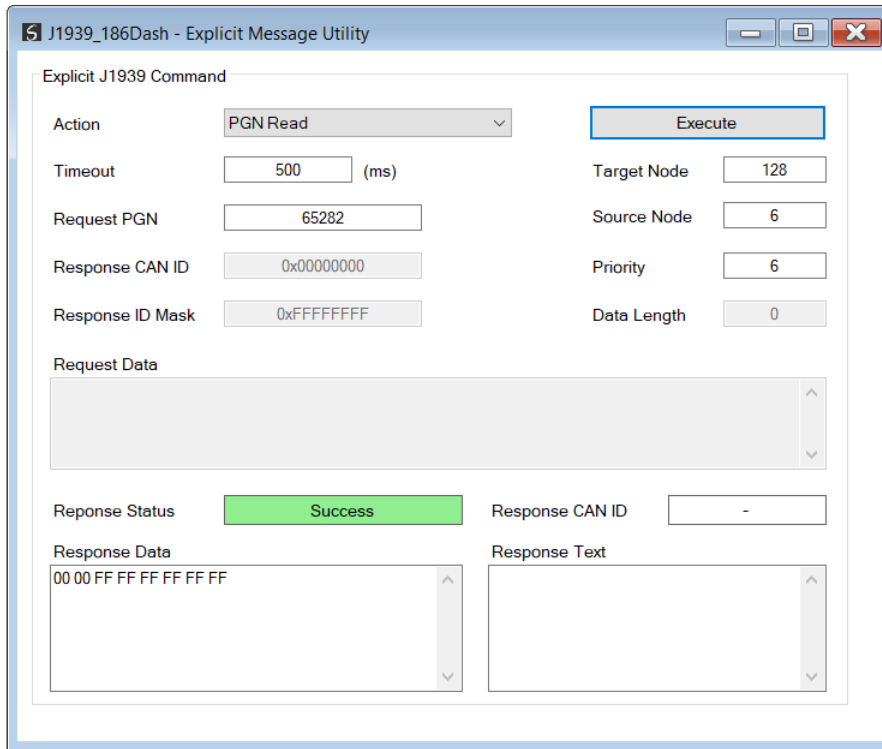 J1939_186Dash - Explicit Message Utility
Explicit J1939 Command
Action PGN Read Execute
Timeout 500 (ms) Target Node 128
Request PGN 65282 Source Node 6
Response CAN ID 0x00000000 Priority 6
Response ID Mask 0xFFFFFFFF Data Length 0
Request Data
Reponse Status Success Response CAN ID -
Response Data Response Text
00 00 FF FF FF FF FF FF